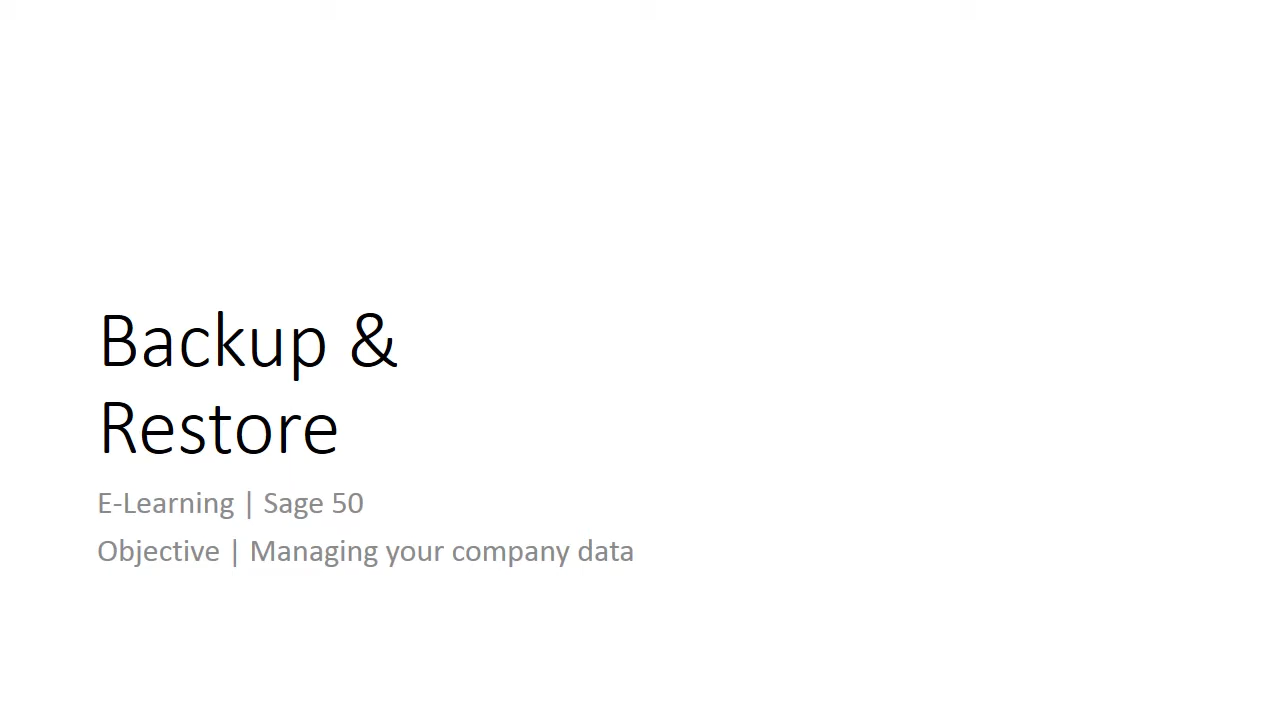 Backup &
Restore
E-Learning | Sage 50
Objective | Managing your company data